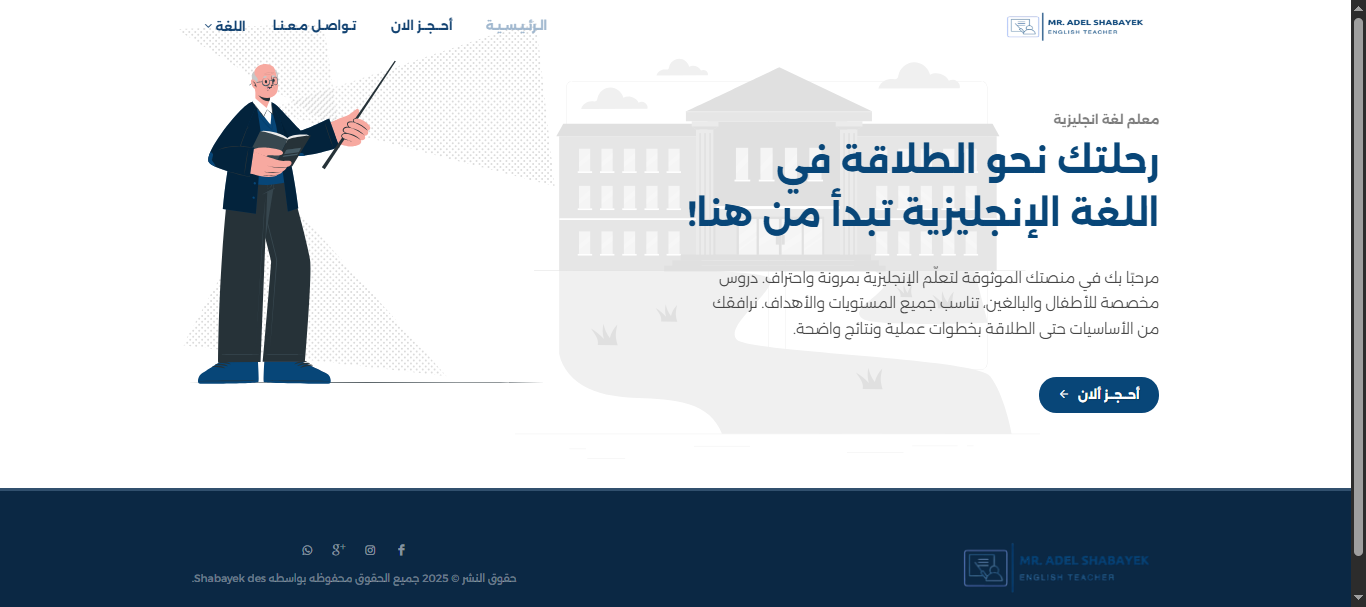 MR. ADEL SHABAYEK
ENGLISH TEACHER
الرئيسية
أحجز الان
تواصل معنا
اللغة
معلم لغة انجليزية
رحلتك نحو الطلاقة في
اللغة الإنجليزية تبدأ من هنا!
مرحبًا بك في منصتك الموثوقة لتعلّم الإنجليزية بمرونة واحتراف. دروس
مخصصة للأطفال والبالغين، تناسب جميع المستويات والأهداف. نرافقك
من الأساسيات حتى الطلاقة بخطوات عملية ونتائج واضحة.
أحجز ألان
MR. ADEL SHABAYEK
ENGLISH TEACHER
حقوق النشر © 2025 جميع الحقوق محفوظه بواسطه Shabayek des.